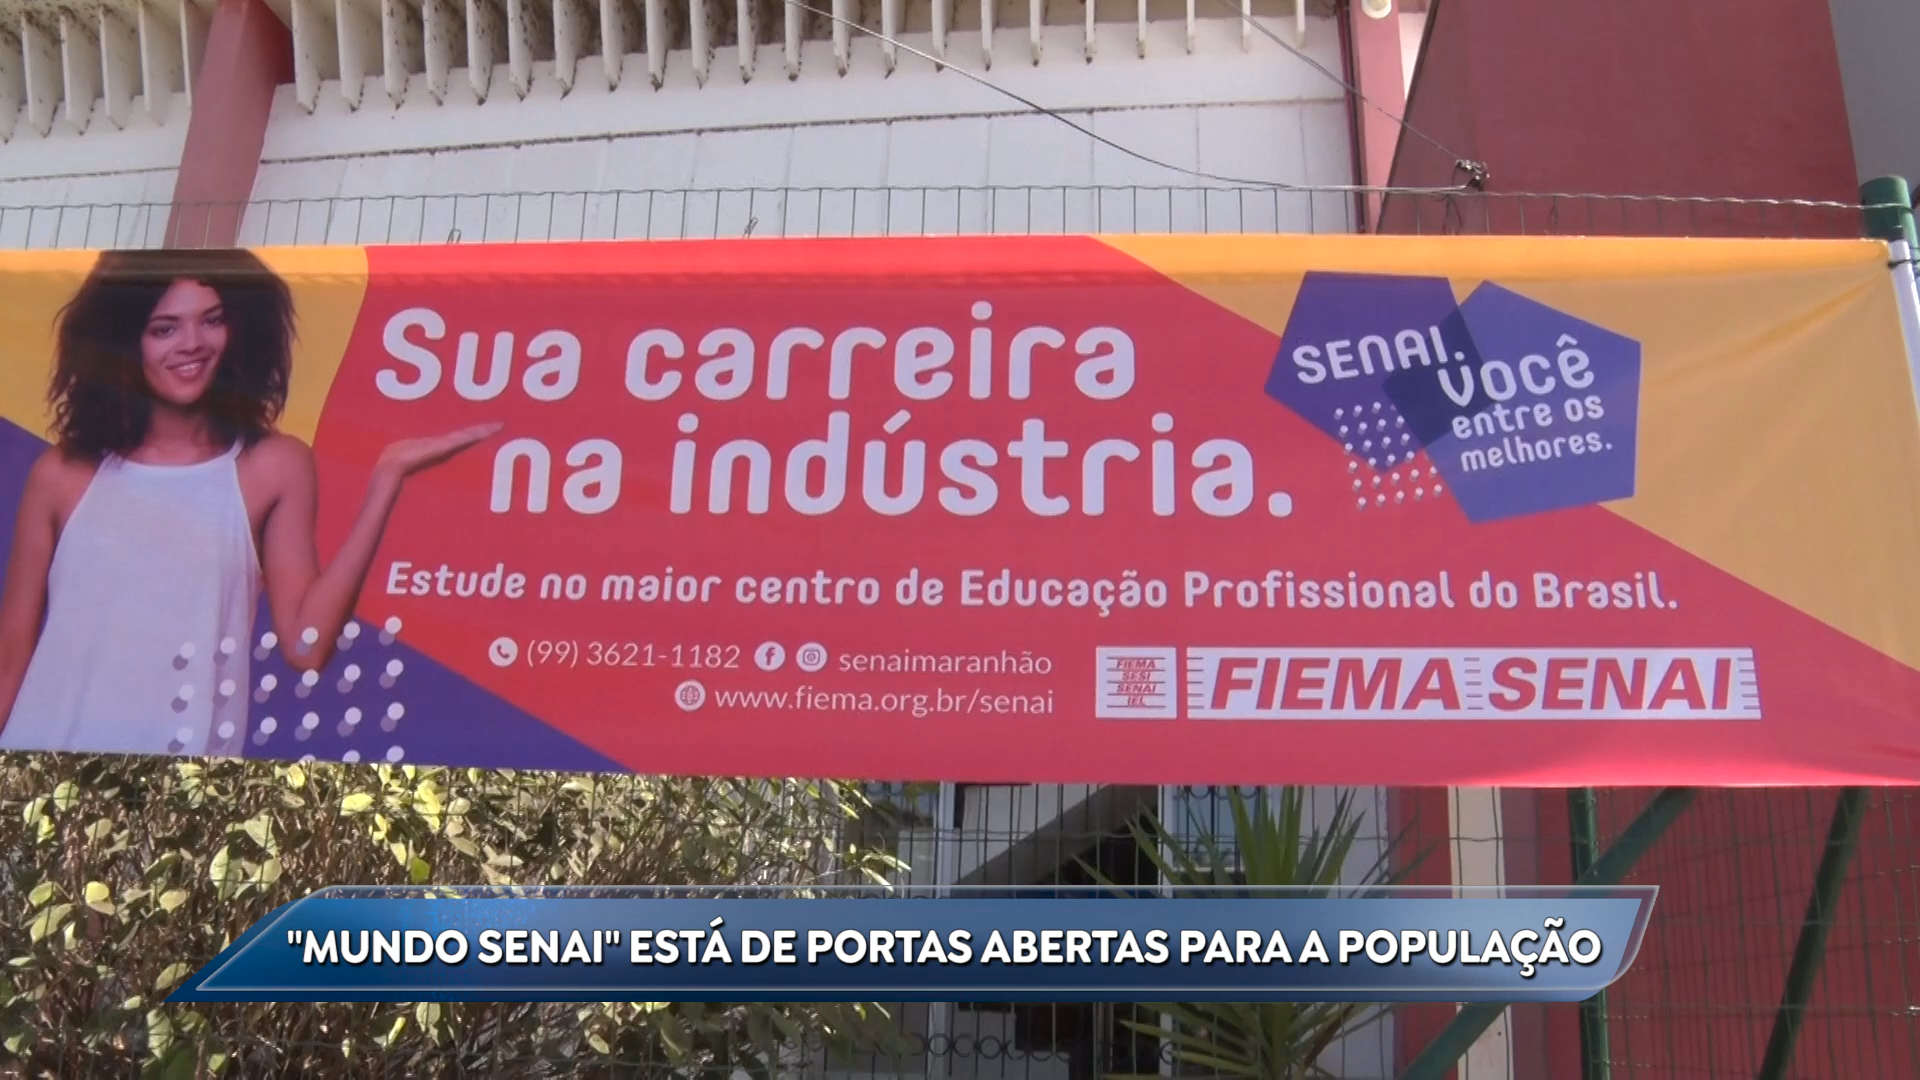 Sua carreira
na indústria.
SENAI.
VOCÊ
entre os
melhores.
Estude no maior centro de Educação Profissional do Brasil.
(99) 3621-1182 senaimaranhão
www.fiema.org.br/senai
FIEMA
SESI
SENAI
IEL
FIEMA SENAI
"MUNDO SENAI" ESTÁ DE PORTAS ABERTAS PARA A POPULAÇÃO